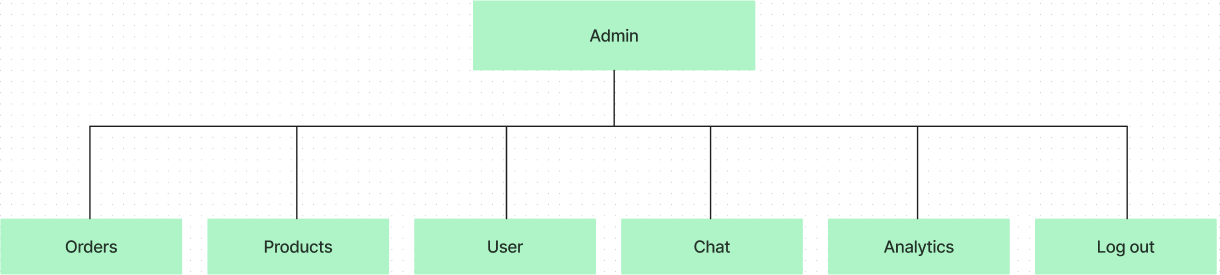 Admin
Orders
Products
User
Chat
Analytics
Log out